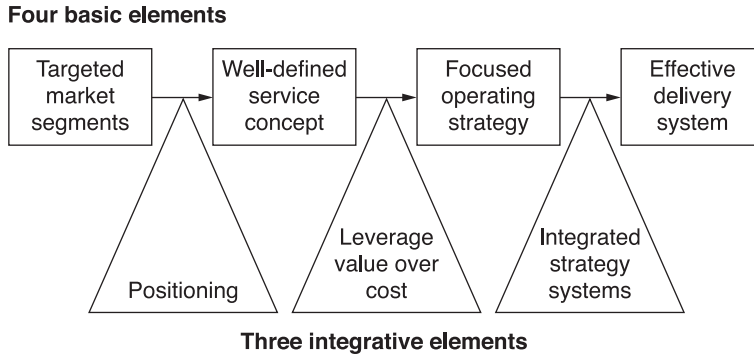 Four basic elements
Targeted
market
segments
Well-defined
service
concept
Focused
operating
strategy
Effective
delivery
system
Positioning
Leverage
value over
cost
Integrated
strategy
systems
Three integrative elements